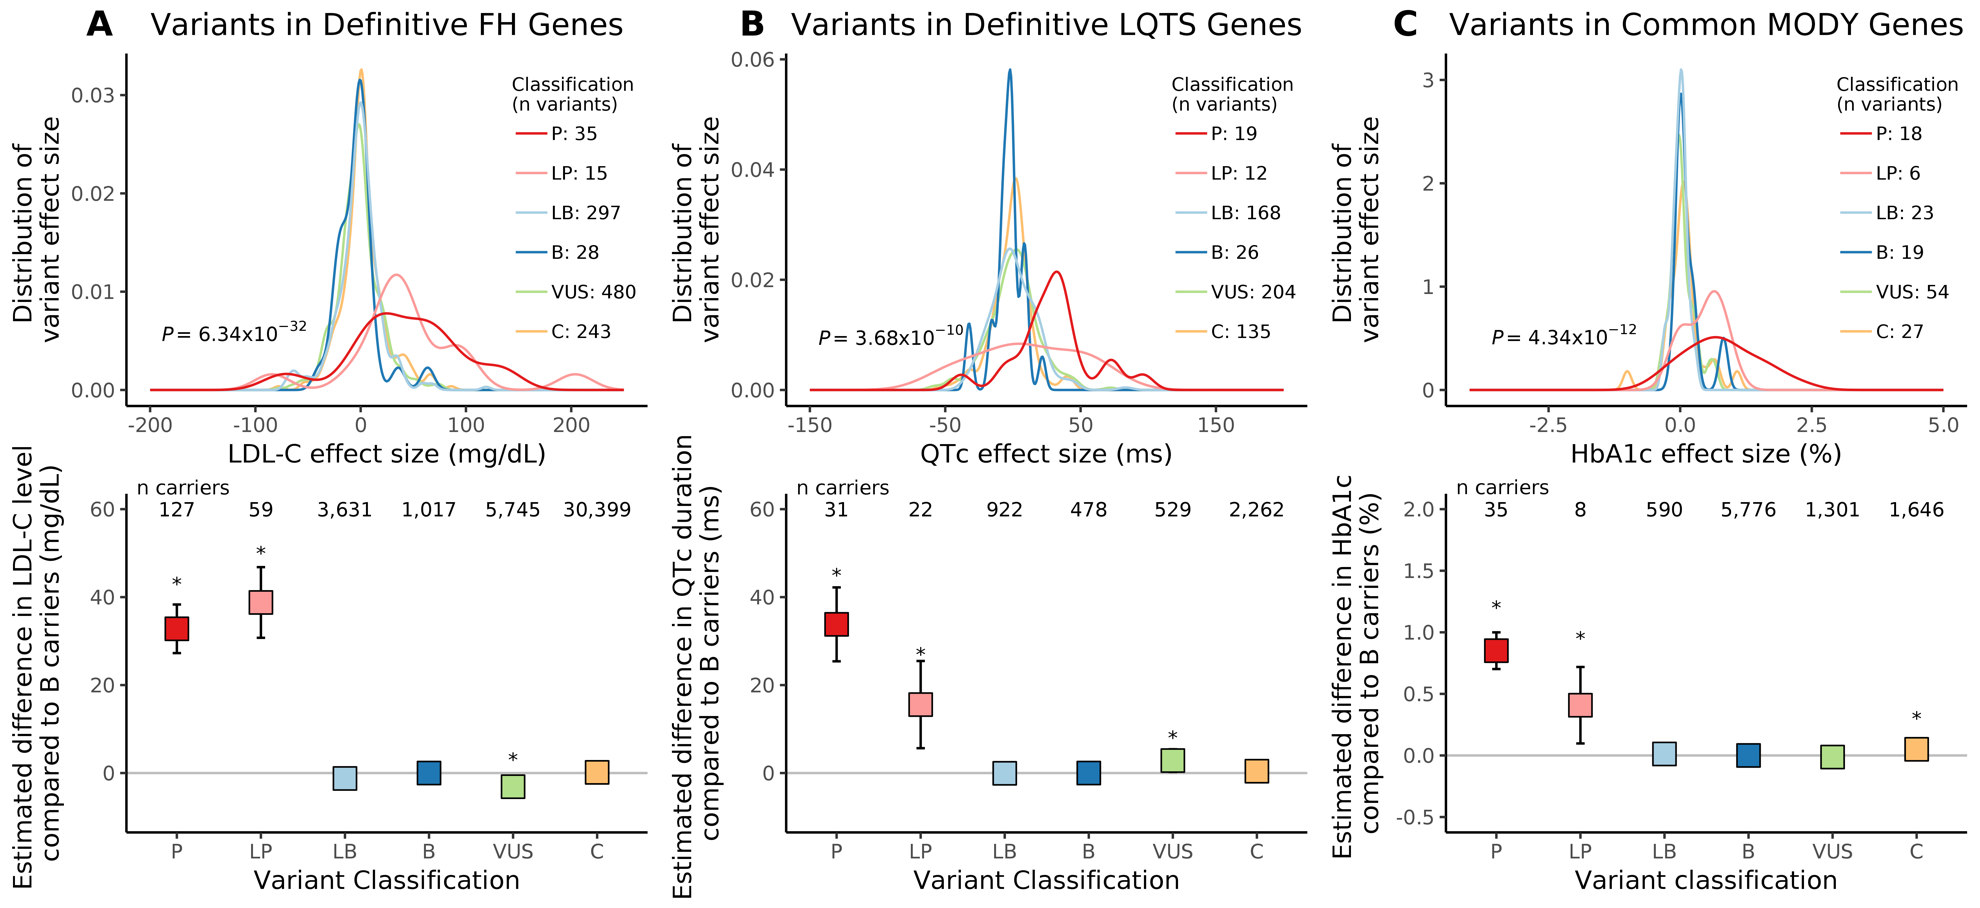 A Variants in Definitive FH Genes
Distribution of
variant effect size
0.03
0.02
0.01
0.00
Classification
(n variants)
P: 35
LP: 15
LB: 297
B: 28
VUS: 480
C: 243
P = 6.34x10−32
-200 -100 0 100 200
LDL-C effect size (mg/dL)
B Variants in Definitive LQTS Genes
Distribution of
variant effect size
0.06
0.04
0.02
0.00
Classification
(n variants)
P: 19
LP: 12
LB: 168
B: 26
VUS: 204
C: 135
P = 3.68x10−10
-150 -50 50 150
QTc effect size (ms)
C Variants in Common MODY Genes
Distribution of
variant effect size
3
2
1
0
Classification
(n variants)
P: 18
LP: 6
LB: 23
B: 19
VUS: 54
C: 27
P = 4.34x10−12
-2.5 0.0 2.5 5.0
HbA1c effect size (%)
Estimated difference in LDL-C level
compared to B carriers (mg/dL)
n carriers
127 59 3,631 1,017 5,745 30,399
60
40
20
0
* * *
P LP LB B VUS C
Variant Classification
Estimated difference in QTc duration
compared to B carriers (ms)
n carriers
31 22 922 478 529 2,262
60
40
20
0
* * *
P LP LB B VUS C
Variant Classification
Estimated difference in HbA1c
compared to B carriers (%)
n carriers
35 8 590 5,776 1,301 1,646
2.0
1.5
1.0
0.5
0.0
-0.5
* * *
P LP LB B VUS C
Variant classification